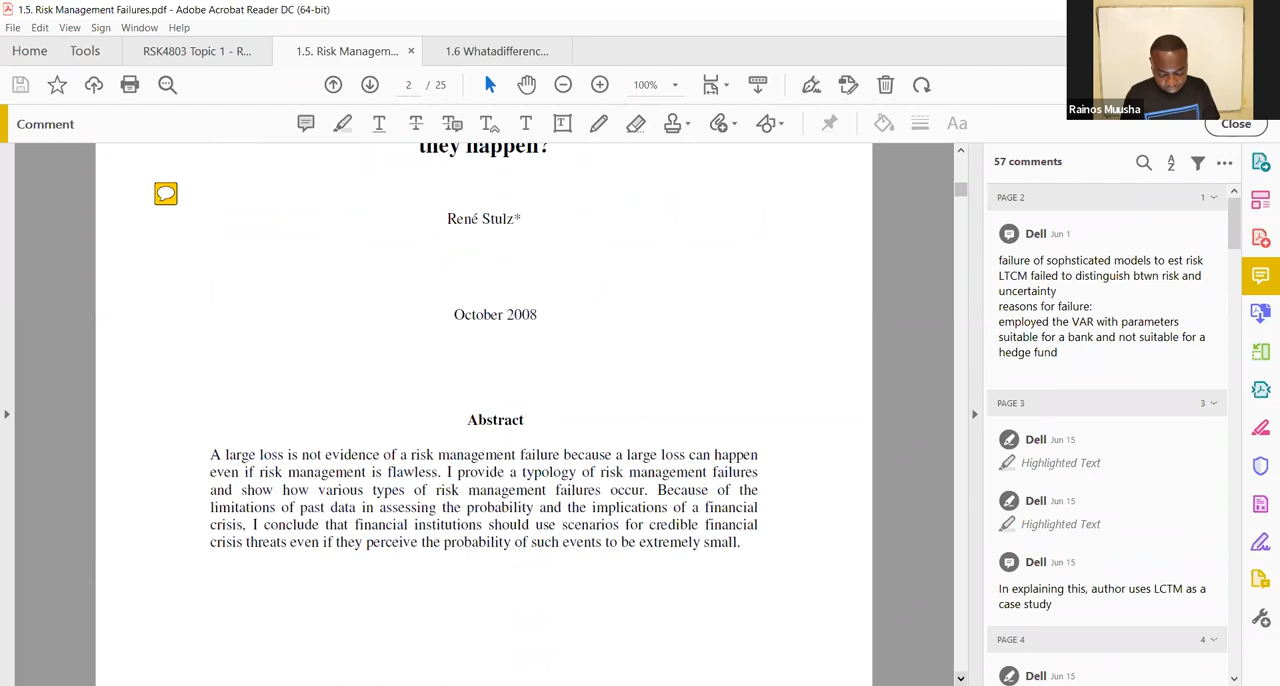 1.5. Risk Management Failures.pdf - Adobe Acrobat Reader DC (64-bit)
File Edit View Sign Window Help
Home Tools RSK4803 Topic 1 - R... 1.5. Risk Managem... × 1.6 Whatadifferenc...
2 / 25 100%
Rainos Muusha
Comment Aa Close
they happen?
René Stulz*
October 2008
Abstract
A large loss is not evidence of a risk management failure because a large loss can happen
even if risk management is flawless. I provide a typology of risk management failures
and show how various types of risk management failures occur. Because of the
limitations of past data in assessing the probability and the implications of a financial
crisis, I conclude that financial institutions should use scenarios for credible financial
crisis threats even if they perceive the probability of such events to be extremely small.
57 comments
PAGE 2 1
Dell Jun 1
failure of sophsticated models to est risk
LTCM failed to distinguish btwn risk and
uncertainty
reasons for failure:
employed the VAR with parameters
suitable for a bank and not suitable for a
hedge fund
PAGE 3 3
Dell Jun 15
Highlighted Text
Dell Jun 15
Highlighted Text
Dell Jun 15
In explaining this, author uses LCTM as a
case study
PAGE 4 4
Dell Jun 15